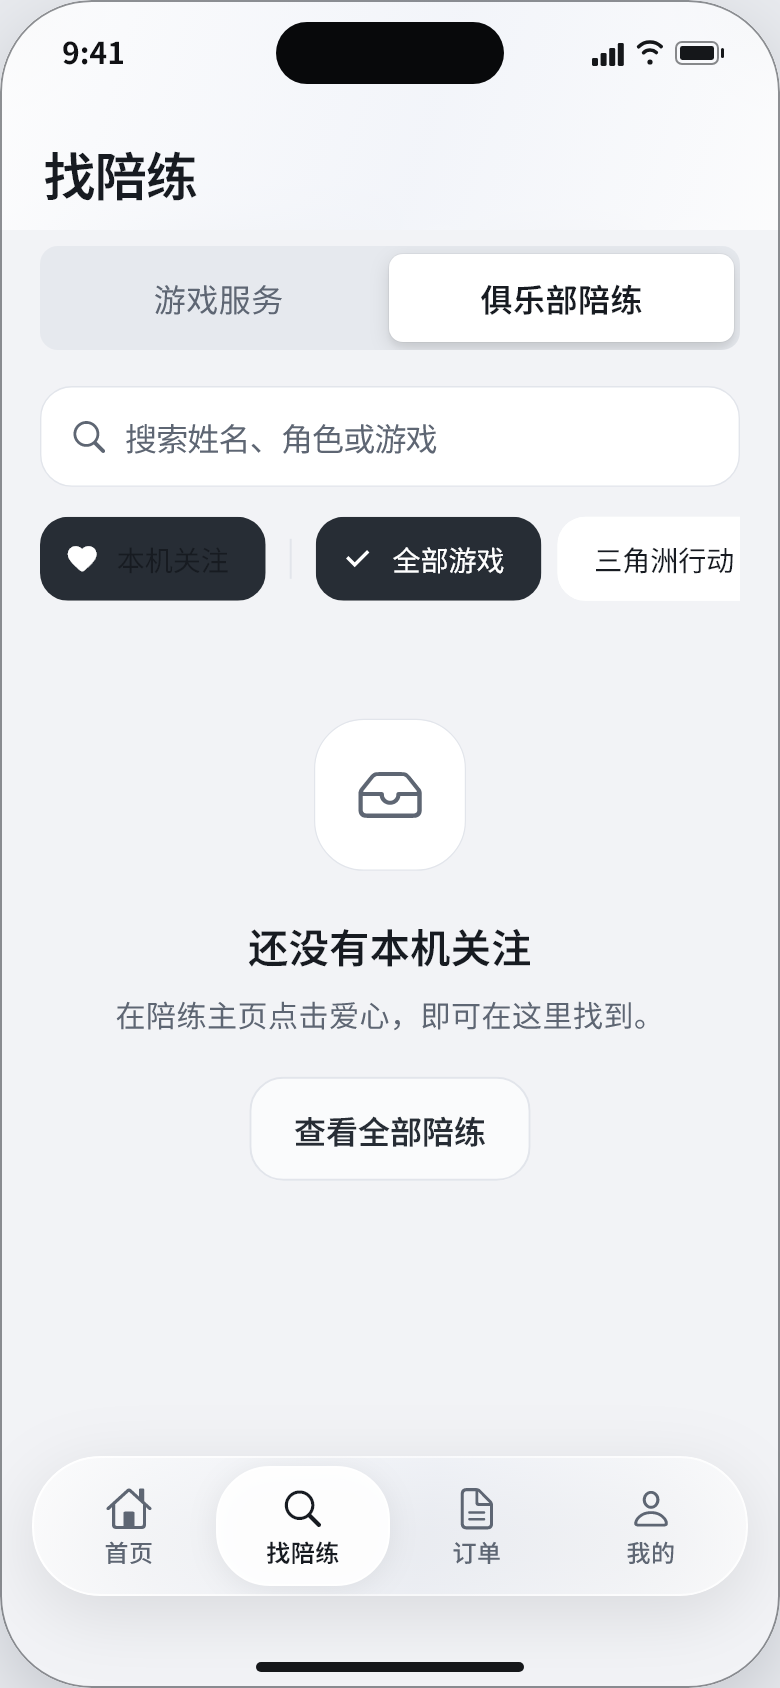 9:41
找陪练
游戏服务
俱乐部陪练
搜索姓名、角色或游戏
本机关注
全部游戏
三角洲行动
还没有本机关注
在陪练主页点击爱心，即可在这里找到。
查看全部陪练
首页
找陪练
订单
我的